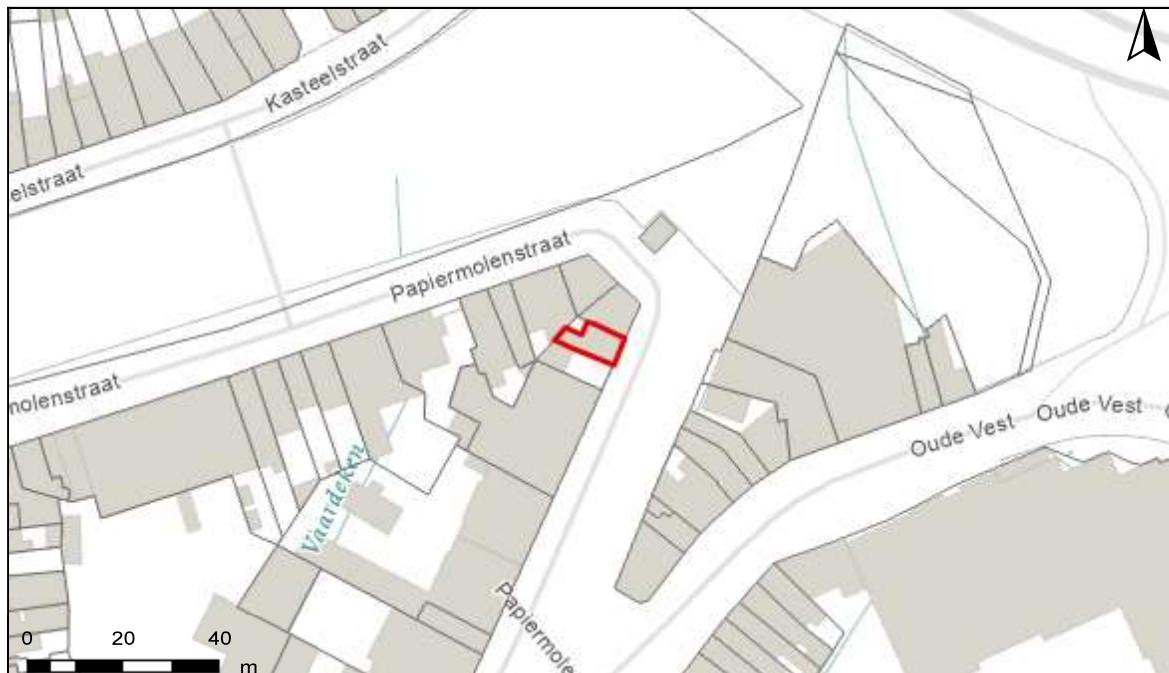 Kasteelstraat
elstraat
Papiermolenstraat
molenstraat
Oude Vest
Oude Vest
Vaardeken
Papiermole
0 20 40
m